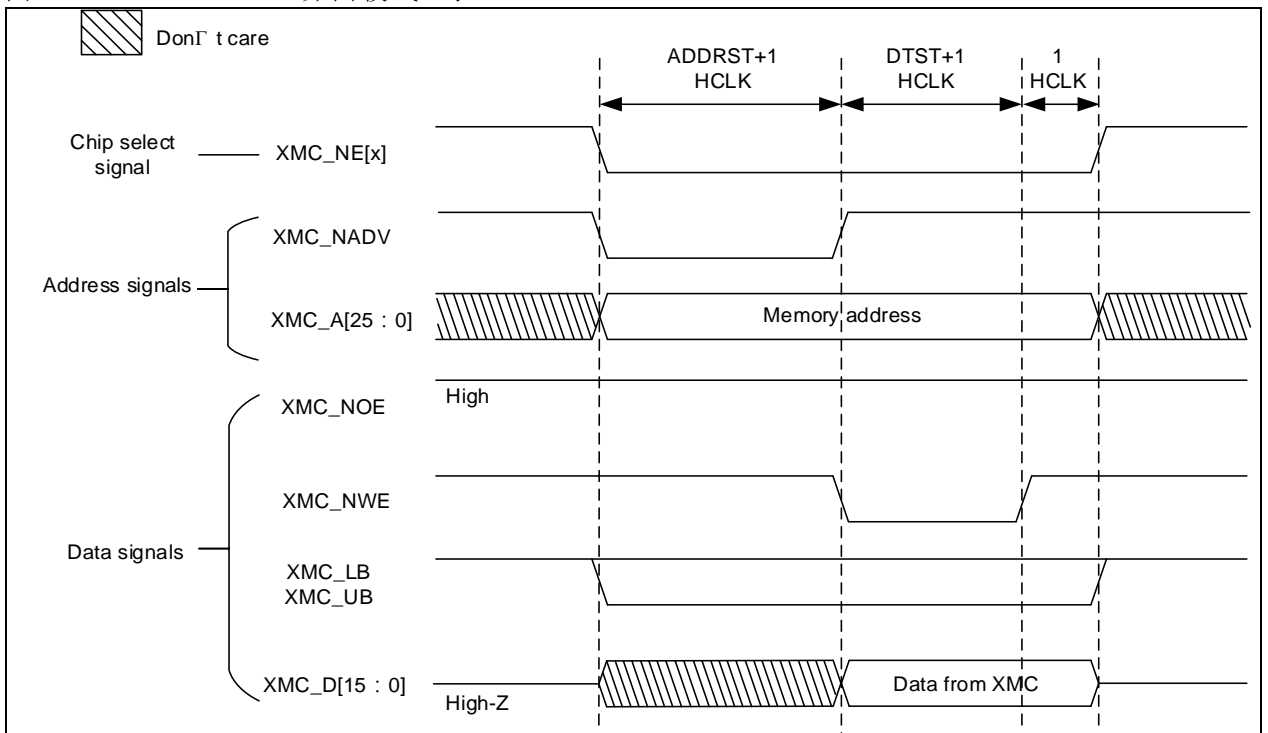 DonΓ t care
ADDRST+1
HCLK
DTST+1
HCLK
1
HCLK
Chip select
signal
XMC_NE[x]
XMC_NADV
Address signals
XMC_A[25 : 0]
Memory address
XMC_NOE
High
XMC_NWE
Data signals
XMC_LB
XMC_UB
XMC_D[15 : 0]
High-Z
Data from XMC